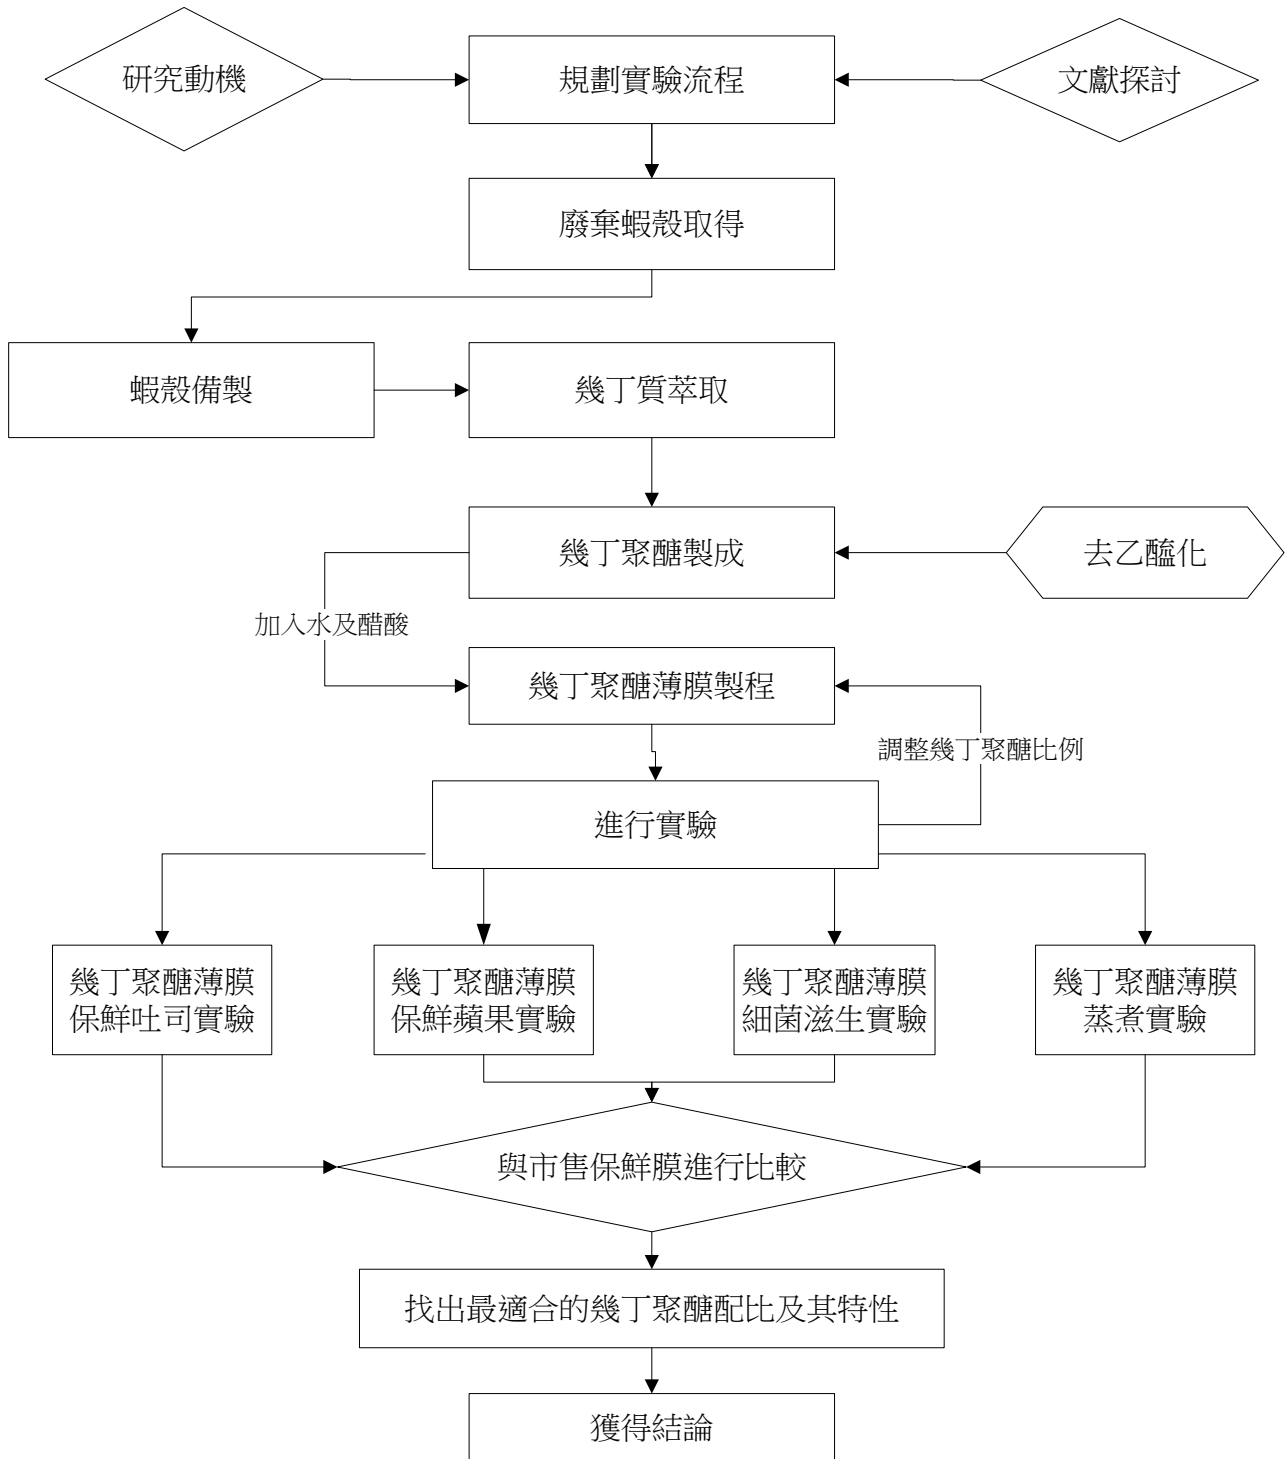 研究動機
規劃實驗流程
文獻探討
廢棄蝦殼取得
蝦殼備製
幾丁質萃取
幾丁聚醣製成
去乙醯化
加入水及醋酸
幾丁聚醣薄膜製程
調整幾丁聚醣比例
進行實驗
幾丁聚醣薄膜
保鮮吐司實驗
幾丁聚醣薄膜
保鮮蘋果實驗
幾丁聚醣薄膜
細菌滋生實驗
幾丁聚醣薄膜
蒸煮實驗
與市售保鮮膜進行比較
找出最適合的幾丁聚醣配比及其特性
獲得結論